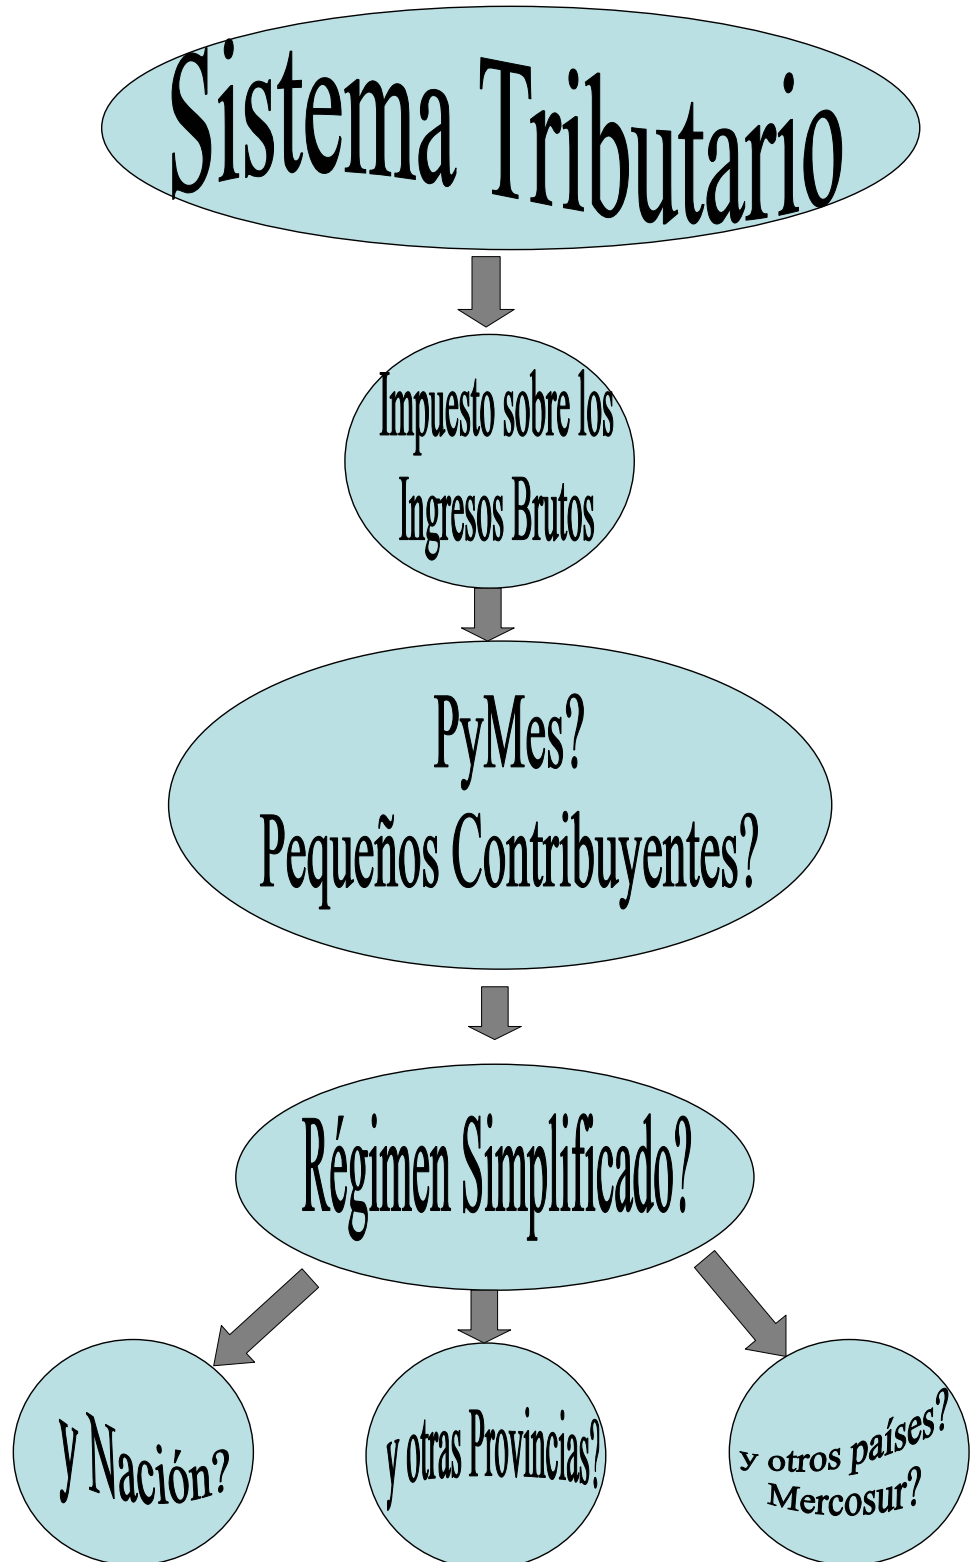 Sistema Tributario
Impuesto sobre los
Ingresos Brutos
PyMes?
Pequeños Contribuyentes?
Régimen Simplificado?
y Nación?
y otras Provincias?
y otros países?
Mercosur?